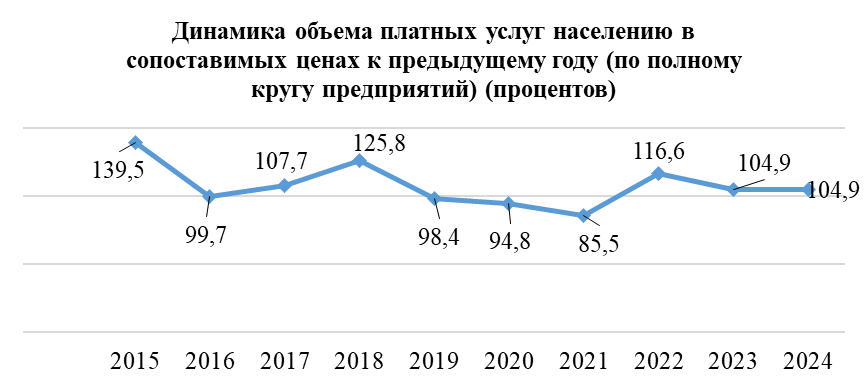 Динамика объема платных услуг населению в
сопоставимых ценах к предыдущему году (по полному
кругу предприятий) (процентов)
139,5
99,7
107,7
125,8
98,4
94,8
85,5
116,6
104,9
104,9
2015 2016 2017 2018 2019 2020 2021 2022 2023 2024